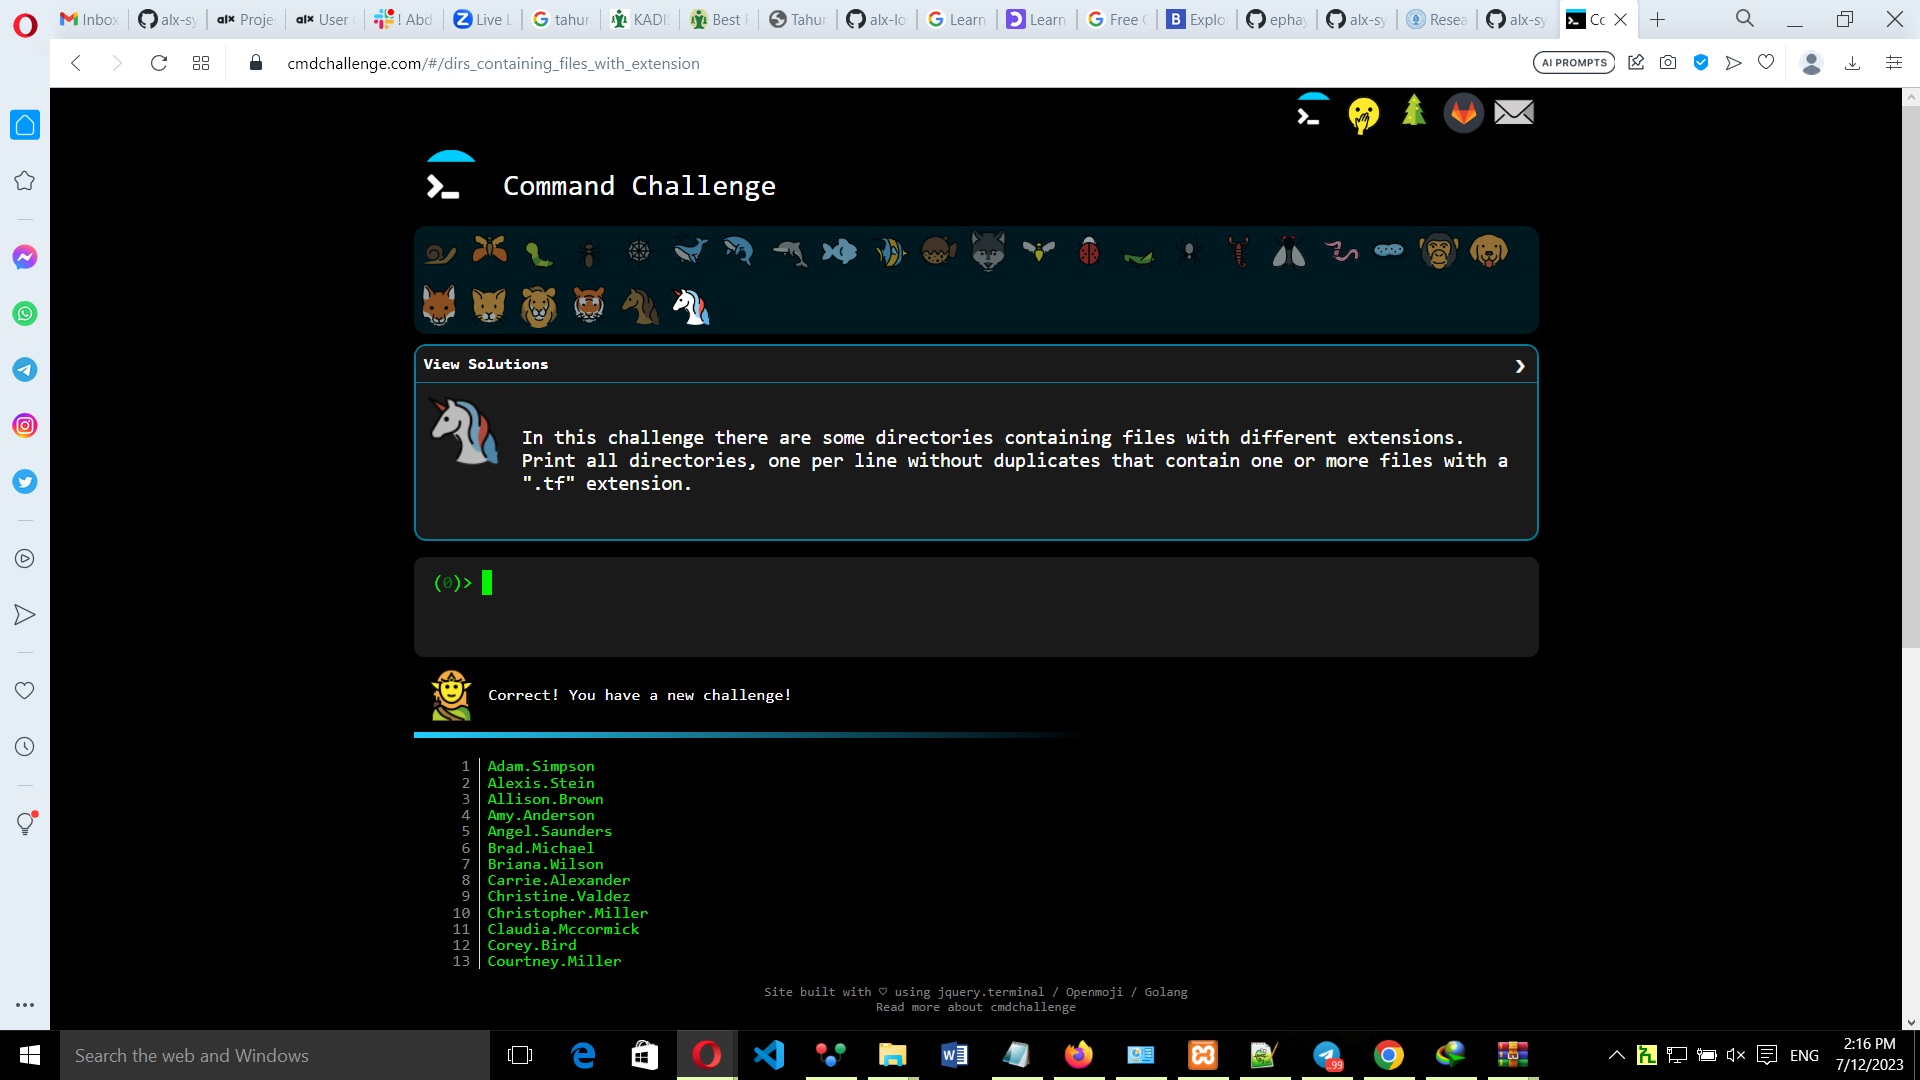 Inbox
alx-sy
alx Proje
alx User
! Abd
Live L
tahur
KADIS
Best
Tahur
alx-lo
Learn
Learn
Free C
Explo
ephay
alx-sy
Resea
alx-sy
Cc
cmdchallenge.com/#/dirs_containing_files_with_extension
AI PROMPTS
Command Challenge
View Solutions
In this challenge there are some directories containing files with different extensions.
Print all directories, one per line without duplicates that contain one or more files with a
".tf" extension.
(0)>
Correct! You have a new challenge!
1 Adam.Simpson
2 Alexis.Stein
3 Allison.Brown
4 Amy.Anderson
5 Angel.Saunders
6 Brad.Michael
7 Briana.Wilson
8 Carrie.Alexander
9 Christine.Valdez
10 Christopher.Miller
11 Claudia.Mccormick
12 Corey.Bird
13 Courtney.Miller
Site built with ♡ using jquery.terminal / Openmoji / Golang
Read more about cmdchallenge
Search the web and Windows
ENG
2:16 PM
7/12/2023